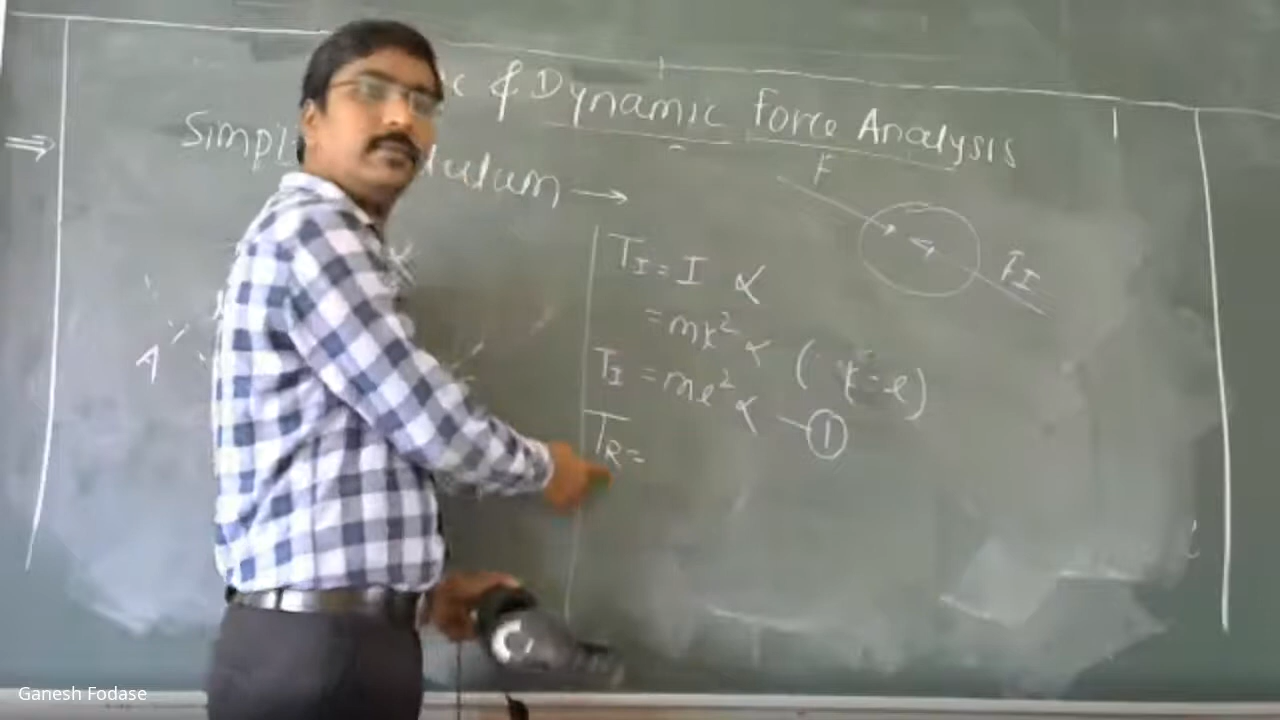 c & Dynamic Force Analysis
Simpl dulum →
⇒
F
F_I
A
T_I = I α
= mk² α ( k = l )
T_I = ml² α — ①
T_R =
Ganesh Fodase